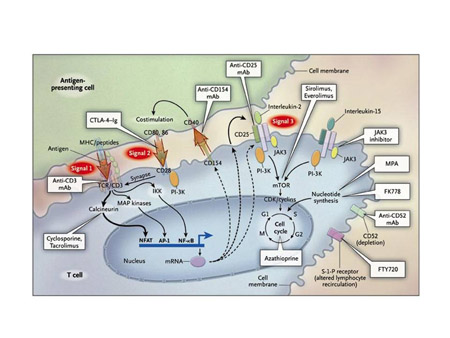 Antigen-
presenting cell
Anti-CD25
mAb
Cell membrane
Anti-CD154
mAb
Sirolimus,
Everolimus
Interleukin-2
Interleukin-15
Costimulation
CD40
CTLA-4–Ig
CD80, 86
Signal 3
Signal 2
CD25
JAK3
inhibitor
MHC/peptides
Antigen
JAK3
JAK3
Signal 1
CD28
CD154
PI-3K
PI-3K
MPA
Anti-CD3
mAb
Synapse
TCR/CD3
PI-3K
mTOR
Nucleotide
synthesis
FK778
IKK
MAP kinases
Calcineurin
CDK/cyclins
Anti-CD52
mAb
G1
S
Cell
cycle
M
G2
CD52
(depletion)
Cyclosporine,
Tacrolimus
NFAT
AP-1
NF-κB
Azathioprine
Nucleus
mRNA
FTY720
T cell
Cell
membrane
S-1-P receptor
(altered lymphocyte
recirculation)